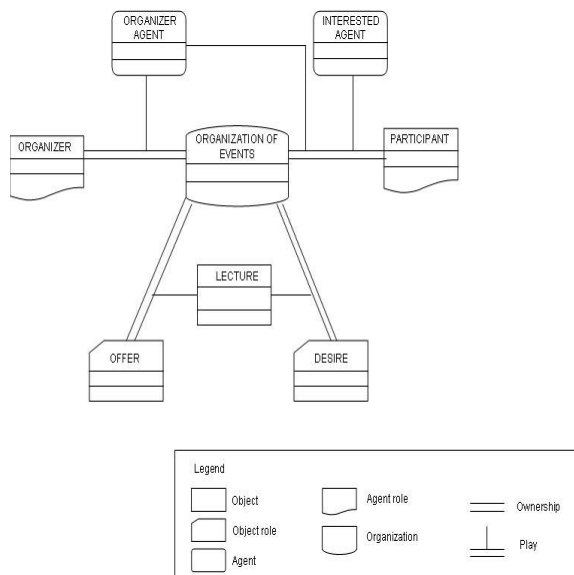 ORGANIZER
AGENT
INTERESTED
AGENT
ORGANIZER
ORGANIZATION OF
EVENTS
PARTICIPANT
LECTURE
OFFER
DESIRE
Legend
Object
Object role
Agent
Agent role
Organization
Ownership
Play